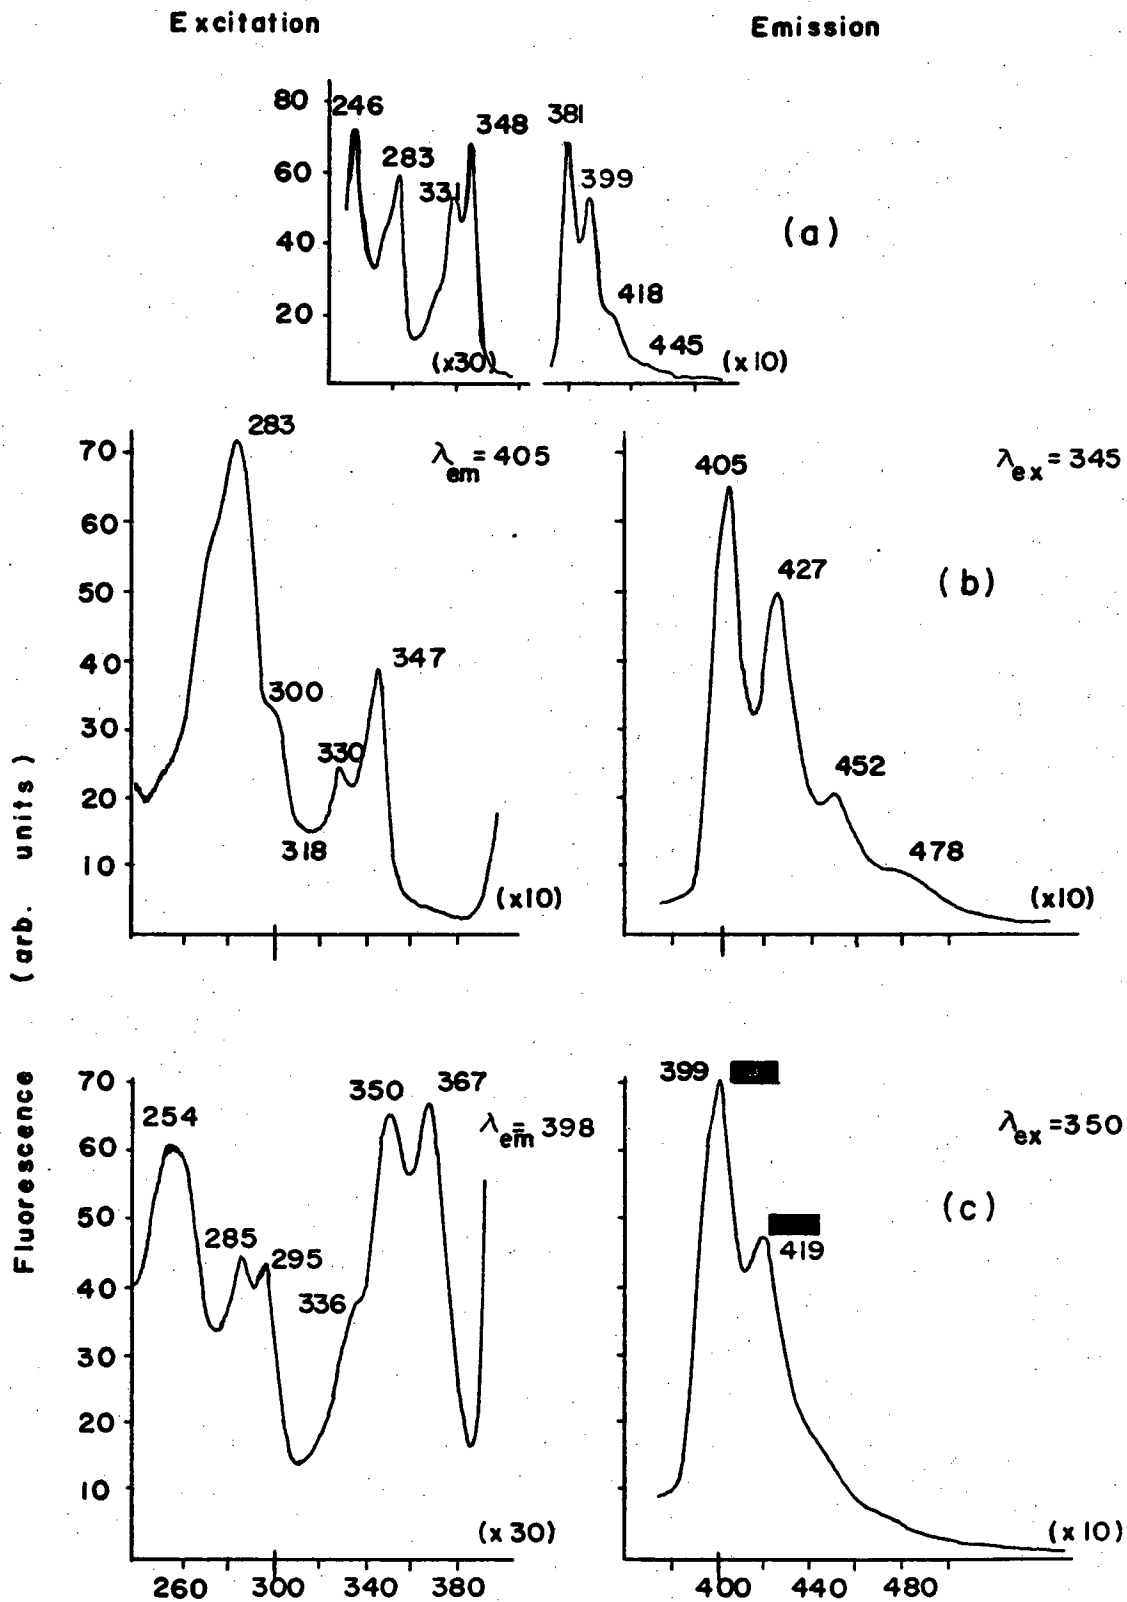 Excitation
Emission
80
60
40
20
246
283
331
348
(x30)
381
399
418
445
(x10)
(a)
Fluorescence (arb. units)
70
60
50
40
30
20
10
283
300
318
330
347
λem = 405
(x10)
405
427
452
478
λex = 345
(b)
(x10)
70
60
50
40
30
20
10
254
285
295
336
350
367
λem = 398
(x30)
260 300 340 380
399
419
λex = 350
(c)
(x10)
400 440 480